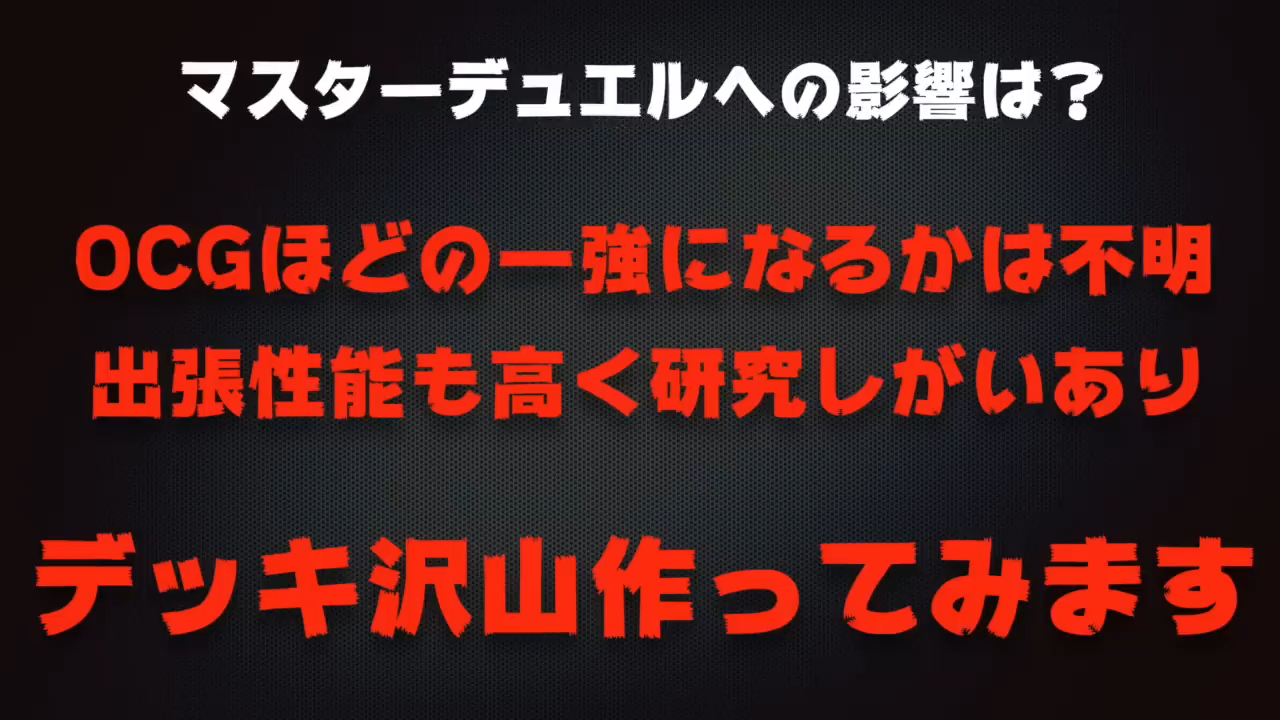 マスターデュエルへの影響は？
OCGほどの一強になるかは不明
出張性能も高く研究しがいあり
デッキ沢山作ってみます